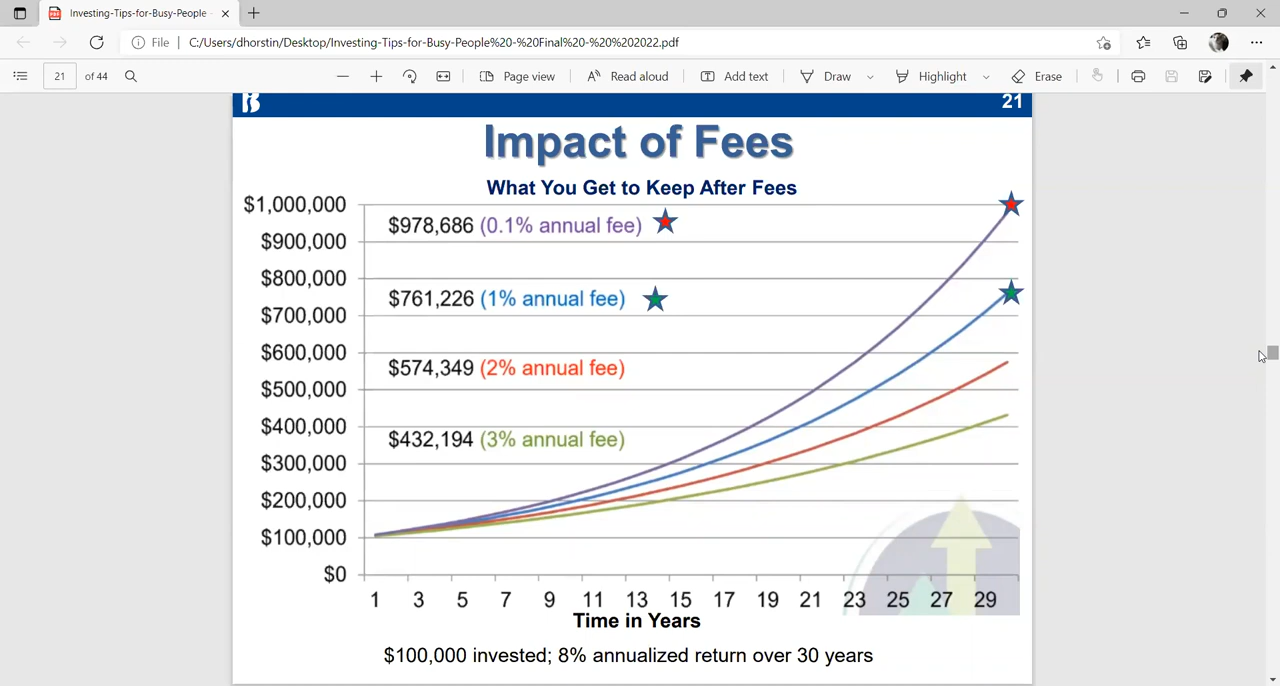 PDF Investing-Tips-for-Busy-People
File C:/Users/dhorstin/Desktop/Investing-Tips-for-Busy-People%20-%20Final%20-%20%202022.pdf
21 of 44 Page view Read aloud Add text Draw Highlight Erase
B 21
Impact of Fees
What You Get to Keep After Fees
$1,000,000
$978,686 (0.1% annual fee)
$900,000
$800,000
$761,226 (1% annual fee)
$700,000
$600,000
$574,349 (2% annual fee)
$500,000
$400,000
$432,194 (3% annual fee)
$300,000
$200,000
$100,000
$0
1 3 5 7 9 11 13 15 17 19 21 23 25 27 29
Time in Years
$100,000 invested; 8% annualized return over 30 years